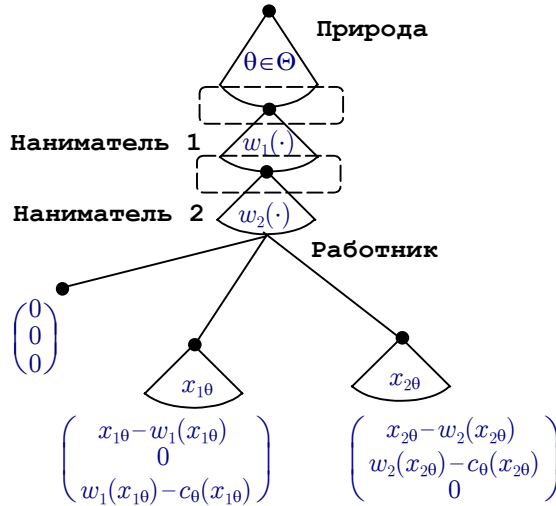 Природа
θ∈Θ
Наниматель 1
w₁(·)
Наниматель 2
w₂(·)
Работник
0
0
0
x₁θ
x₂θ
x₁θ−w₁(x₁θ)
0
w₁(x₁θ)−cθ(x₁θ)
x₂θ−w₂(x₂θ)
w₂(x₂θ)−cθ(x₂θ)
0